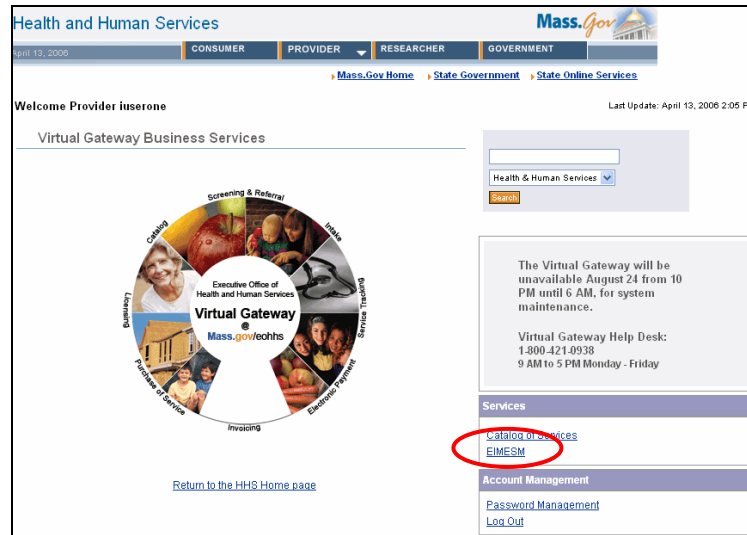 Health and Human Services
Mass.Gov
April 13, 2006
CONSUMER
PROVIDER
RESEARCHER
GOVERNMENT
Mass.Gov Home
State Government
State Online Services
Welcome Provider iuserone
Last Update: April 13, 2006 2:05 P
Virtual Gateway Business Services
Health & Human Services
Search
Screening & Referral
Intake
Service Tracking
Electronic Payment
Invoicing
Purchase of Service
Licensing
Catalog
Executive Office of
Health and Human Services
Virtual Gateway
@
Mass.gov/eohhs
The Virtual Gateway will be
unavailable August 24 from 10
PM until 6 AM, for system
maintenance.
Virtual Gateway Help Desk:
1-800-421-0938
9 AM to 5 PM Monday - Friday
Services
Catalog of Services
EIMESM
Return to the HHS Home page
Account Management
Password Management
Log Out